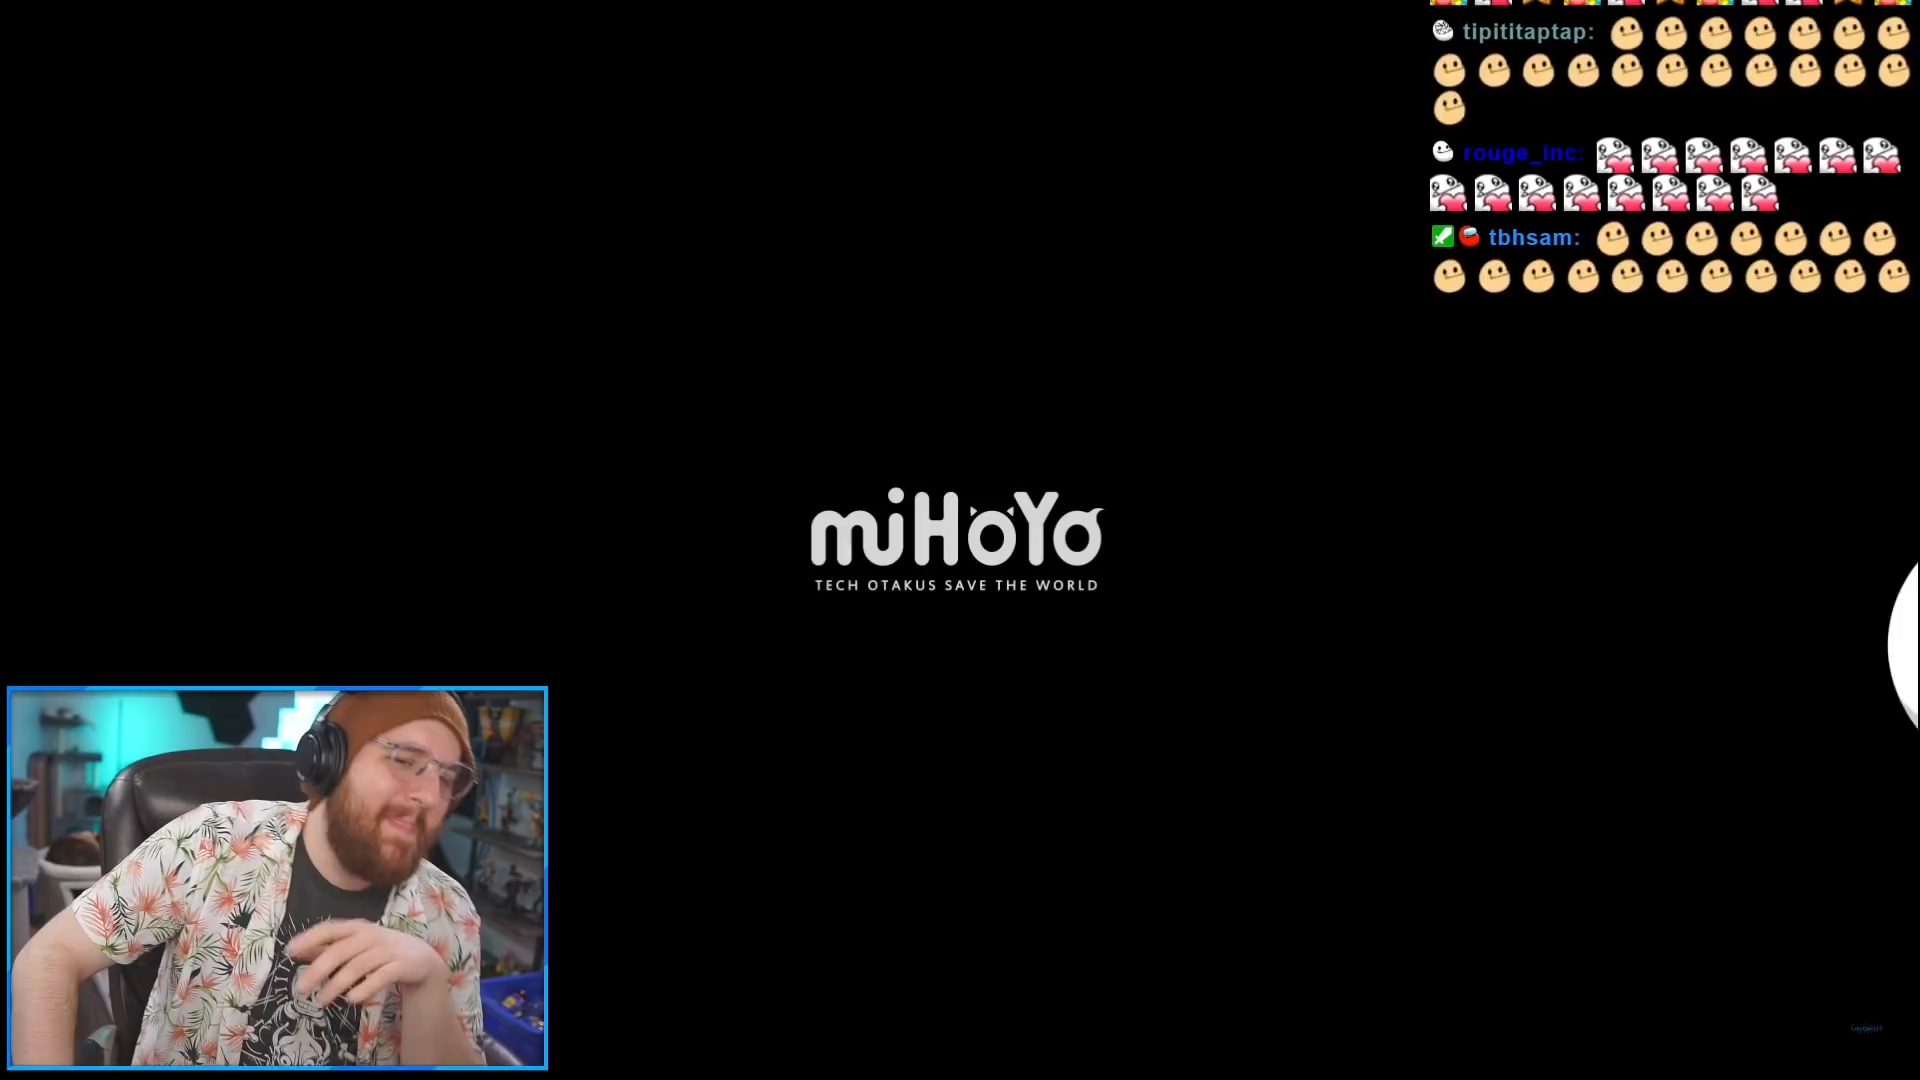 tipititaptap:
rouge_inc:
tbhsam:
miHoYo
TECH OTAKUS SAVE THE WORLD